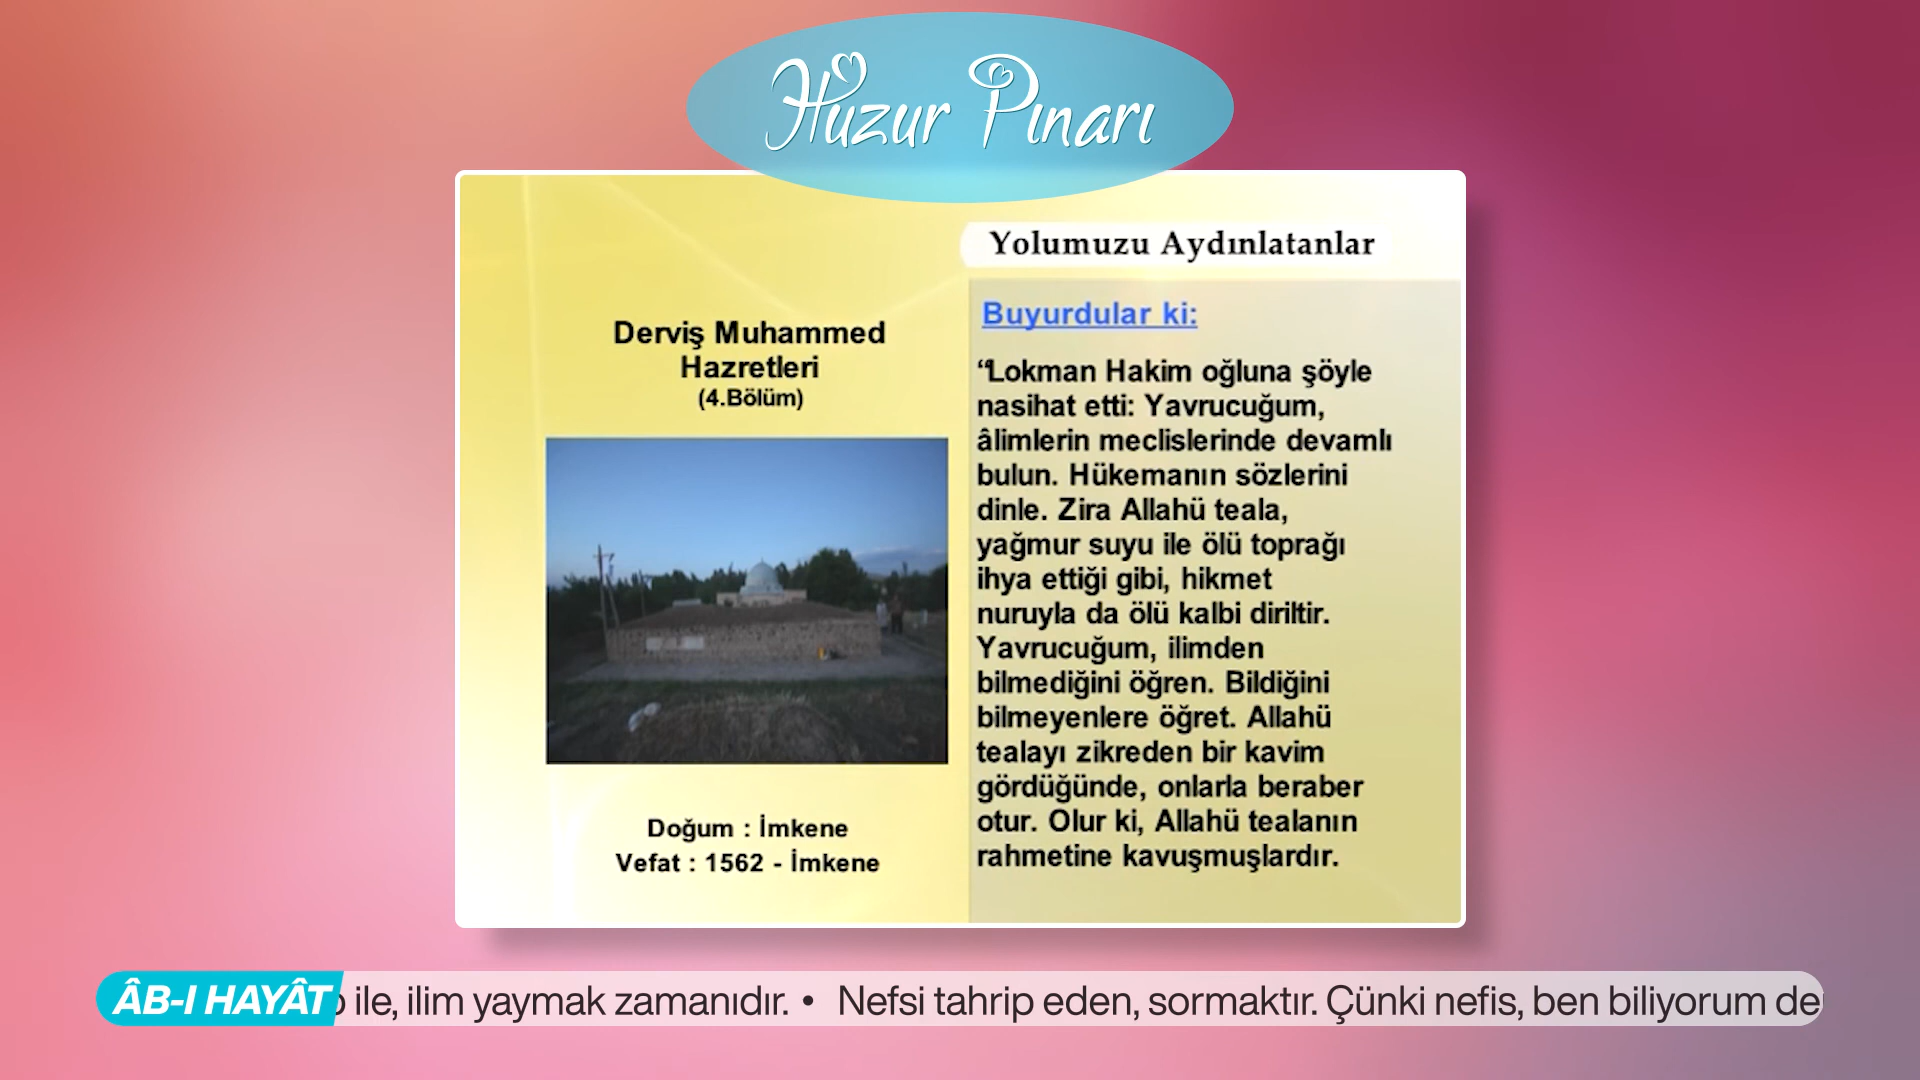 Huzur Pınarı
Yolumuzu Aydınlatanlar
Derviş Muhammed
Hazretleri
(4.Bölüm)
Doğum : İmkene
Vefat : 1562 - İmkene
Buyurdular ki:
“Lokman Hakim oğluna şöyle
nasihat etti: Yavrucuğum,
âlimlerin meclislerinde devamlı
bulun. Hükemanın sözlerini
dinle. Zira Allahü teala,
yağmur suyu ile ölü toprağı
ihya ettiği gibi, hikmet
nuruyla da ölü kalbi diriltir.
Yavrucuğum, ilimden
bilmediğini öğren. Bildiğini
bilmeyenlere öğret. Allahü
tealayı zikreden bir kavim
gördüğünde, onlarla beraber
otur. Olur ki, Allahü tealanın
rahmetine kavuşmuşlardır.
ÂB-I HAYÂT ile, ilim yaymak zamanıdır. • Nefsi tahrip eden, sormaktır. Çünki nefis, ben biliyorum